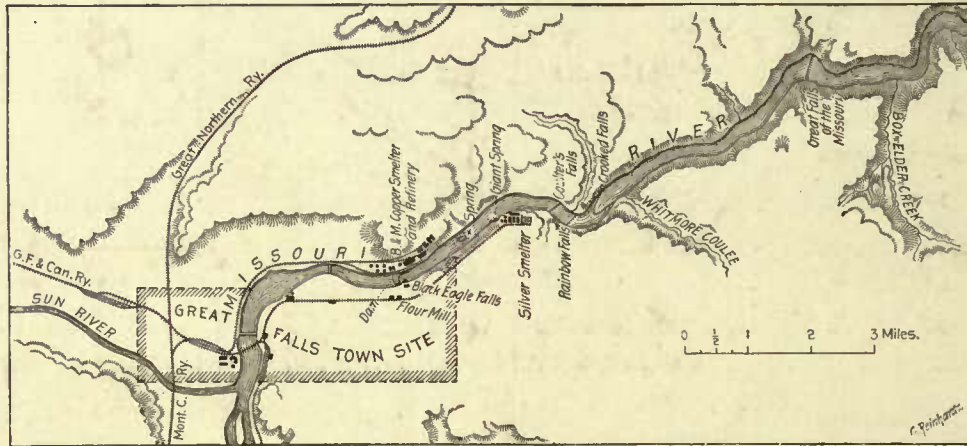 Great Northern Ry.
G.F. & Can. Ry.
SUN
RIVER
Mont. C. Ry.
GREAT
FALLS TOWN SITE
MISSOURI
RIVER
B & M. Copper Smelter
and Refinery
Dam
Black Eagle Falls
Flour Mill
Spring
Giant Spring
Silver Smelter
Rainbow Falls
Coulter's
Falls
Crooked Falls
WHITMORE COULEE
Great Falls
of the
Missouri
BOX-ELDER-CREEK
0 ½ 1 2 3 Miles.
C. Reinhard